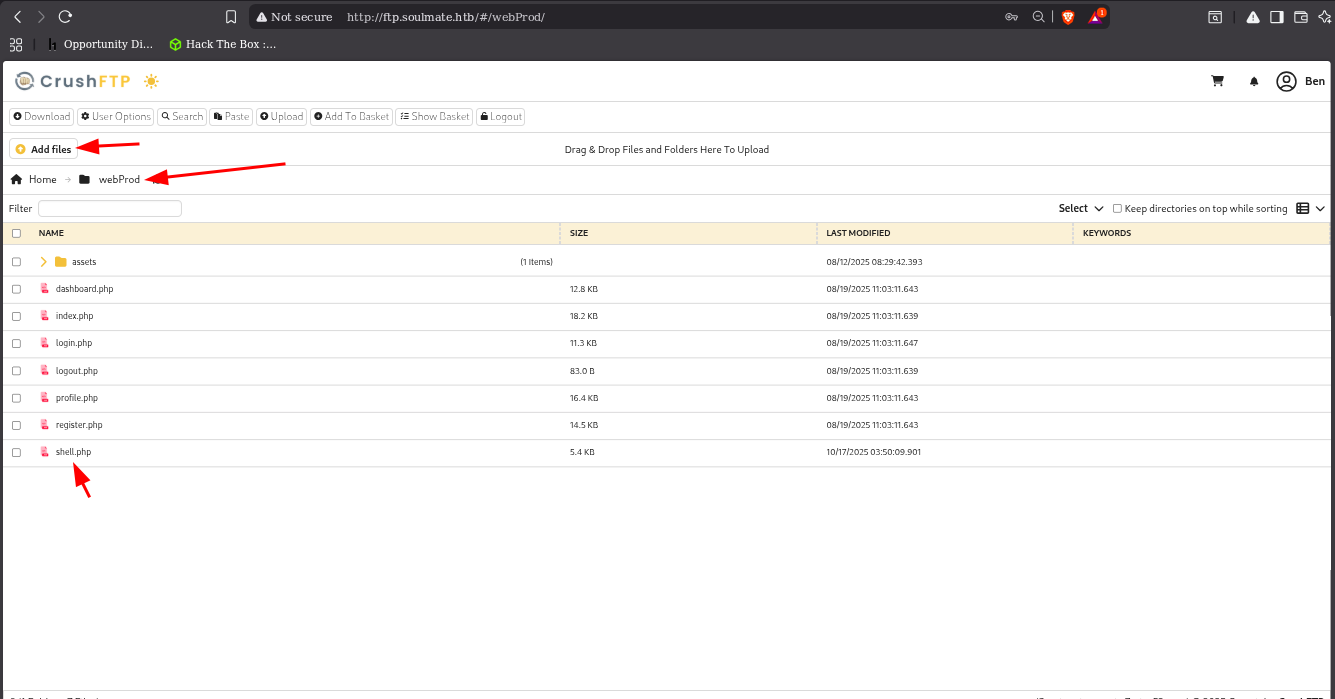 Not secure http://ftp.soulmate.htb/#/webProd/ 1
Opportunity Di... Hack The Box :...
CrushFTP Ben
Download User Options Search Paste Upload Add To Basket Show Basket Logout
Add files Drag & Drop Files and Folders Here To Upload
Home webProd
Filter Select Keep directories on top while sorting
NAME SIZE LAST MODIFIED KEYWORDS
assets (1 Items) 08/12/2025 08:29:42.393
dashboard.php 12.8 KB 08/19/2025 11:03:11.643
index.php 18.2 KB 08/19/2025 11:03:11.639
login.php 11.3 KB 08/19/2025 11:03:11.647
logout.php 83.0 B 08/19/2025 11:03:11.639
profile.php 16.4 KB 08/19/2025 11:03:11.643
register.php 14.5 KB 08/19/2025 11:03:11.643
shell.php 5.4 KB 10/17/2025 03:50:09.901